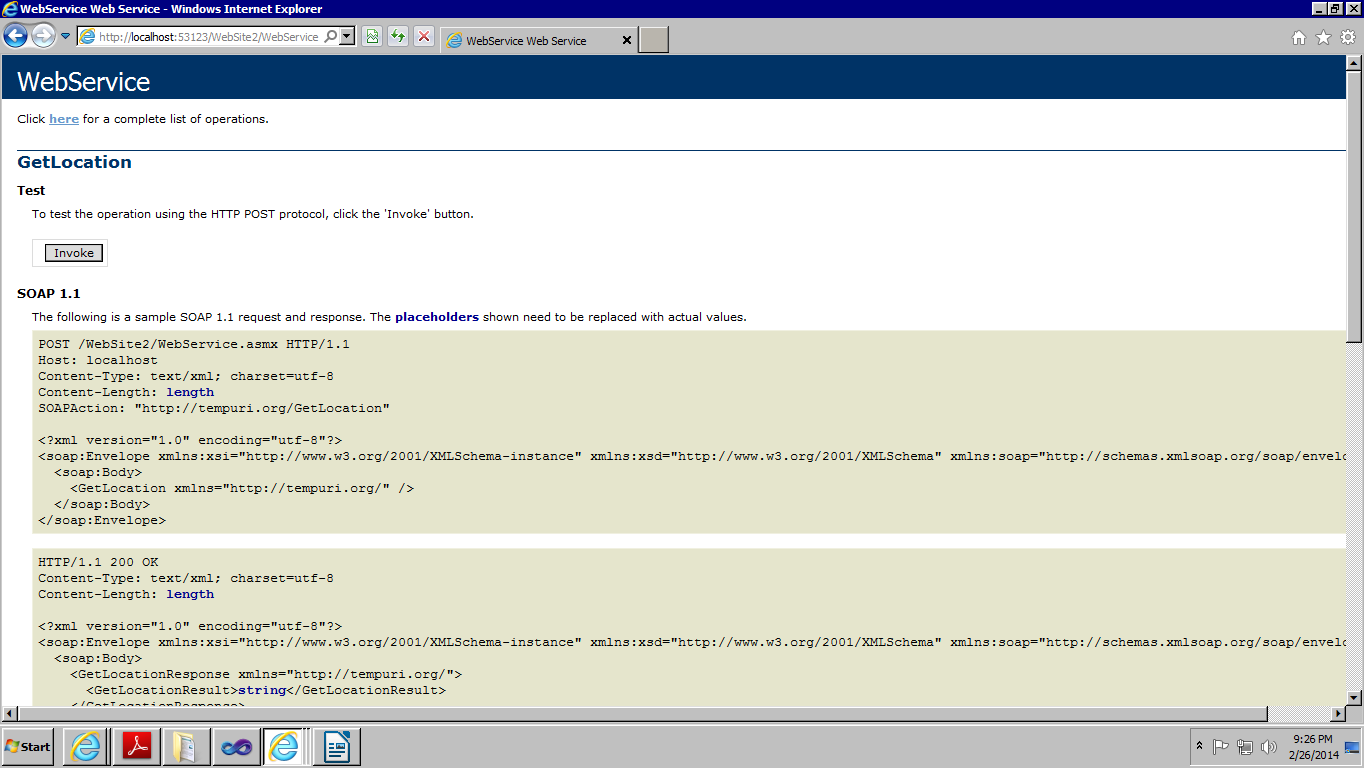 WebService Web Service - Windows Internet Explorer
http://localhost:53123/WebSite2/WebService
WebService Web Service
WebService
Click here for a complete list of operations.
GetLocation
Test
To test the operation using the HTTP POST protocol, click the 'Invoke' button.
Invoke
SOAP 1.1
The following is a sample SOAP 1.1 request and response. The placeholders shown need to be replaced with actual values.
POST /WebSite2/WebService.asmx HTTP/1.1
Host: localhost
Content-Type: text/xml; charset=utf-8
Content-Length: length
SOAPAction: "http://tempuri.org/GetLocation"
<?xml version="1.0" encoding="utf-8"?>
<soap:Envelope xmlns:xsi="http://www.w3.org/2001/XMLSchema-instance" xmlns:xsd="http://www.w3.org/2001/XMLSchema" xmlns:soap="http://schemas.xmlsoap.org/soap/envelo
<soap:Body>
<GetLocation xmlns="http://tempuri.org/" />
</soap:Body>
</soap:Envelope>
HTTP/1.1 200 OK
Content-Type: text/xml; charset=utf-8
Content-Length: length
<?xml version="1.0" encoding="utf-8"?>
<soap:Envelope xmlns:xsi="http://www.w3.org/2001/XMLSchema-instance" xmlns:xsd="http://www.w3.org/2001/XMLSchema" xmlns:soap="http://schemas.xmlsoap.org/soap/envelo
<soap:Body>
<GetLocationResponse xmlns="http://tempuri.org/">
<GetLocationResult>string</GetLocationResult>
</GetLocationResponse>
Start
9:26 PM
2/26/2014